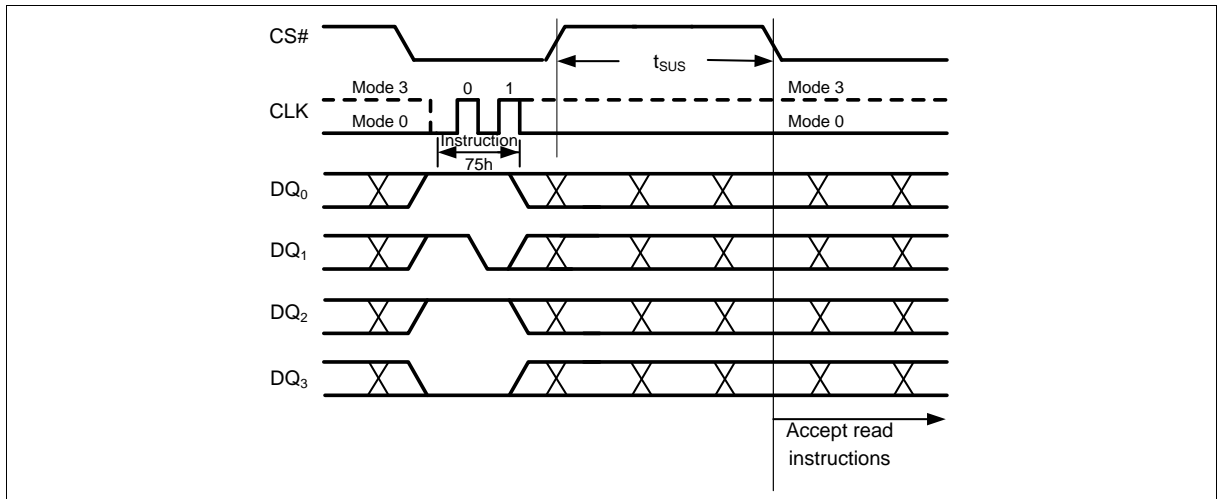 CS#
tSUS
Mode 3 0 1 Mode 3
CLK
Mode 0 Mode 0
Instruction
75h
DQ0
DQ1
DQ2
DQ3
Accept read
instructions